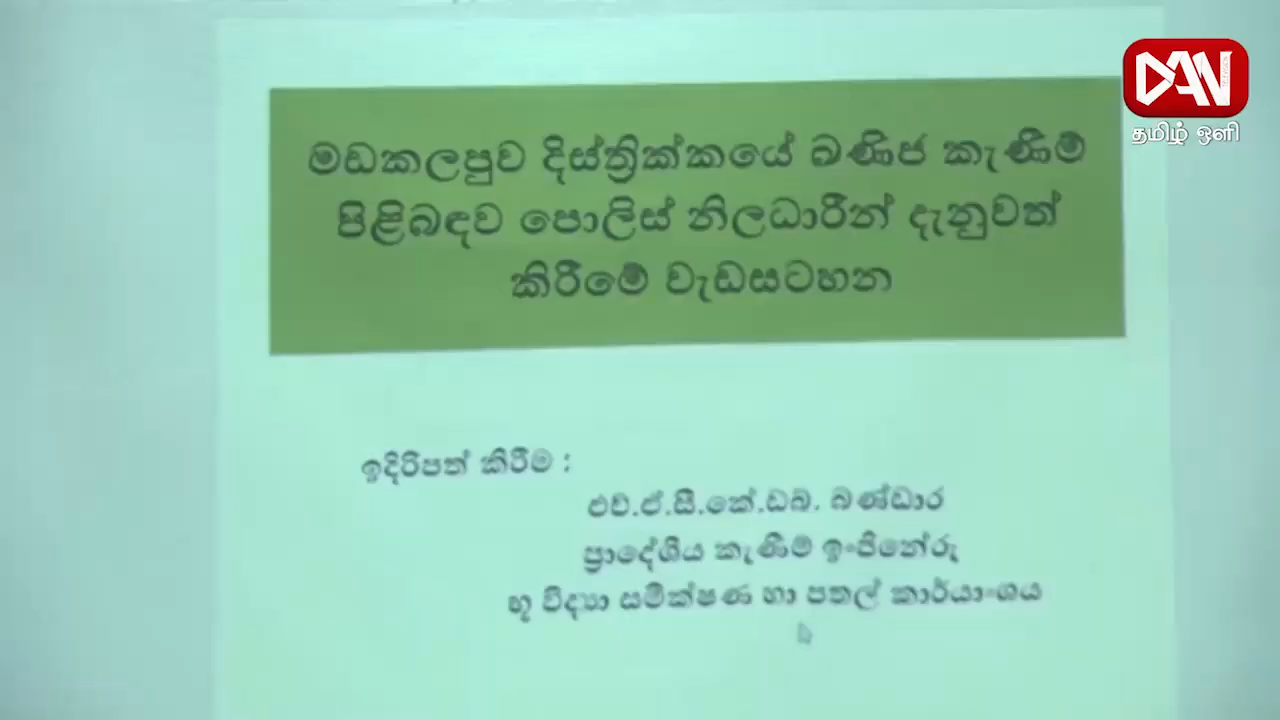 DAN
தமிழ் ஒளி
මඩකලපුව දිස්ත්‍රික්කයේ ඛණිජ කැණීම්
පිළිබඳව පොලිස් නිලධාරීන් දැනුවත්
කිරීමේ වැඩසටහන
ඉදිරිපත් කිරීම :
එච්.ඒ.සී.කේ.ඩබ්. බණ්ඩාර
ප්‍රාදේශීය කැණීම් ඉංජිනේරු
භූ විද්‍යා සමීක්ෂණ හා පතල් කාර්යාංශය